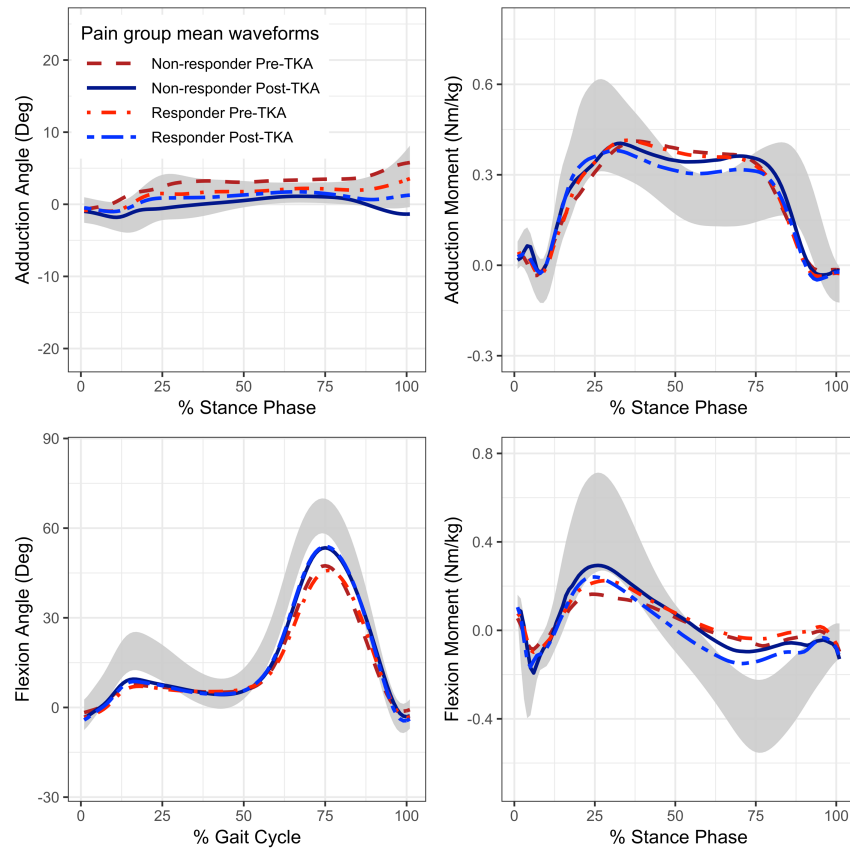 Pain group mean waveforms
Non-responder Pre-TKA
Non-responder Post-TKA
Responder Pre-TKA
Responder Post-TKA
Adduction Angle (Deg)
20
10
0
-10
-20
0
25
50
75
100
% Stance Phase
Adduction Moment (Nm/kg)
0.6
0.3
0.0
-0.3
0
25
50
75
100
% Stance Phase
Flexion Angle (Deg)
90
60
30
0
-30
0
25
50
75
100
% Gait Cycle
Flexion Moment (Nm/kg)
0.8
0.4
0.0
-0.4
0
25
50
75
100
% Stance Phase